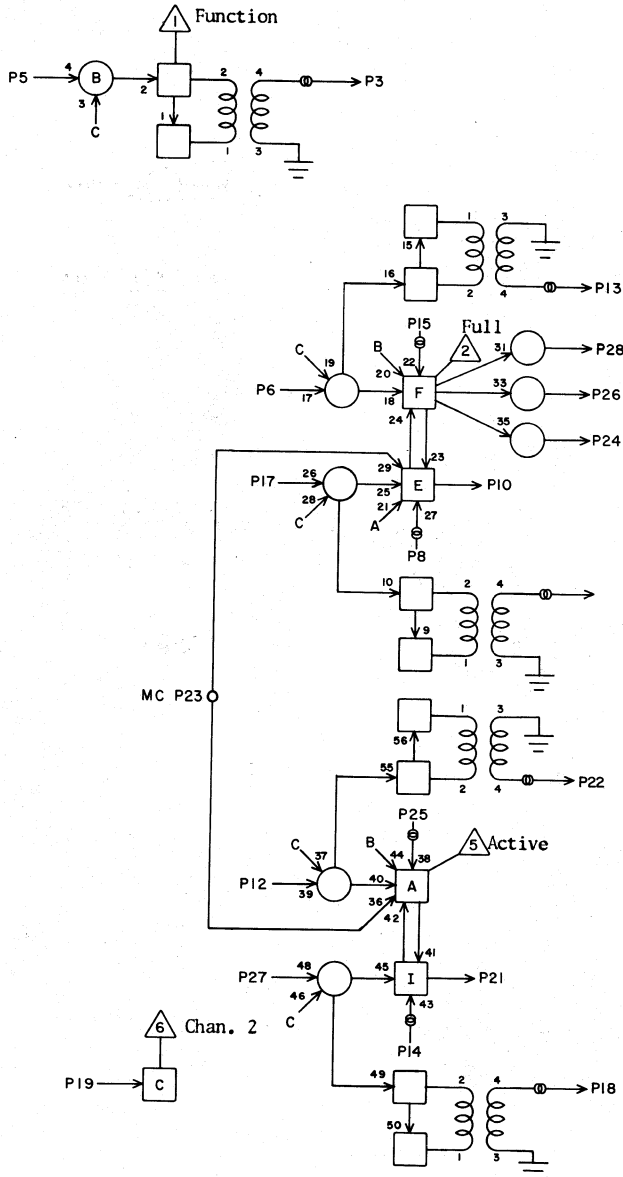 1 Function
2 4
P5 4 B 2 P3
3 1
C 1 3
1 3
15
16
2 4 P13
P15 Full
C B 2 31 P28
19 20 22
P6 17 18 F 33 P26
24 35 P24
29 23
P17 26 25 E P10
28 21 27
C A
P8
10 2 4
9
1 3
MC P23
1 3
56
55
2 4 P22
P25
C B 5 Active
37 44 38
P12 39 40 A
36
42
41
P27 48 45 I P21
46 43
C
6 Chan. 2
P14
P19 C
49 2 4 P18
50
1 3